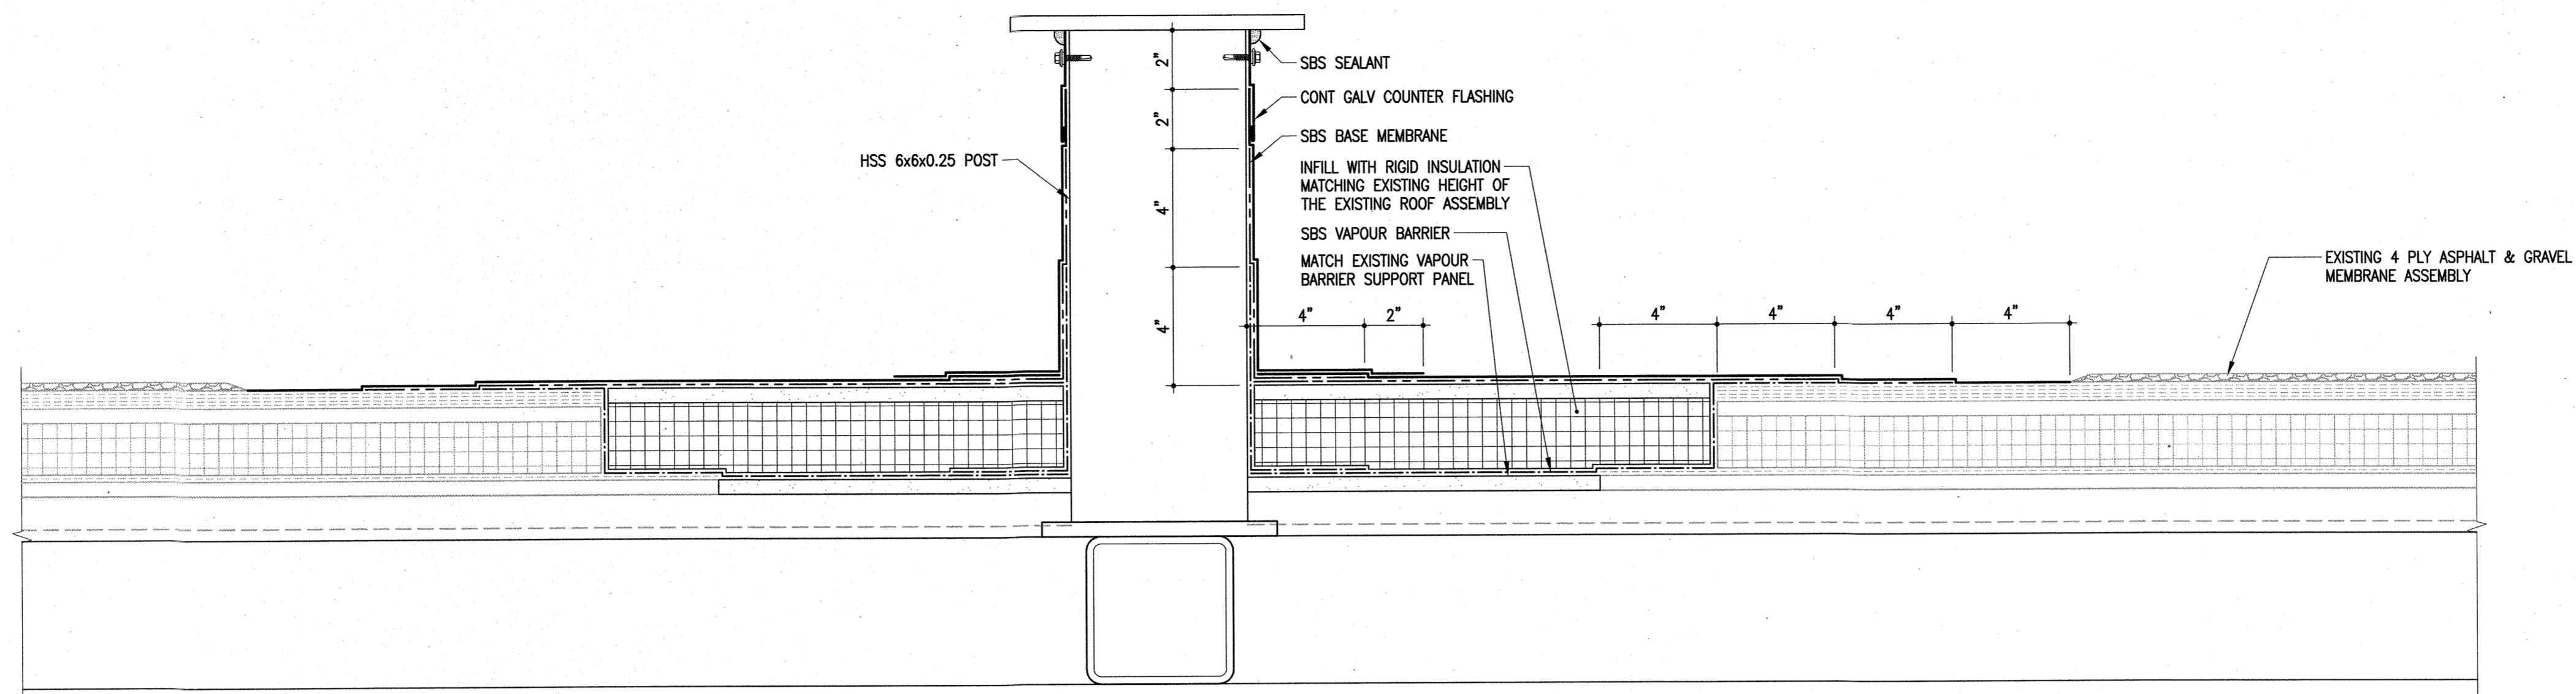 2"
SBS SEALANT
CONT GALV COUNTER FLASHING
2"
SBS BASE MEMBRANE
HSS 6x6x0.25 POST
INFILL WITH RIGID INSULATION
MATCHING EXISTING HEIGHT OF
THE EXISTING ROOF ASSEMBLY
4"
SBS VAPOUR BARRIER
MATCH EXISTING VAPOUR
BARRIER SUPPORT PANEL
EXISTING 4 PLY ASPHALT & GRAVEL
MEMBRANE ASSEMBLY
4"
4" 2" 4" 4" 4" 4"